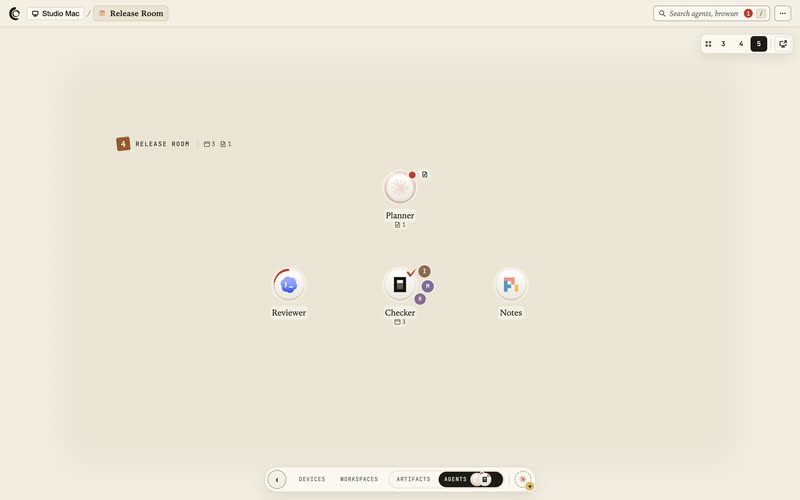 Studio Mac / Release Room
Search agents, browser 1 /
3 4 5
4 RELEASE ROOM 3 1
Planner
1
I
M
Reviewer
Checker
3
Notes
DEVICES WORKSPACES ARTIFACTS AGENTS